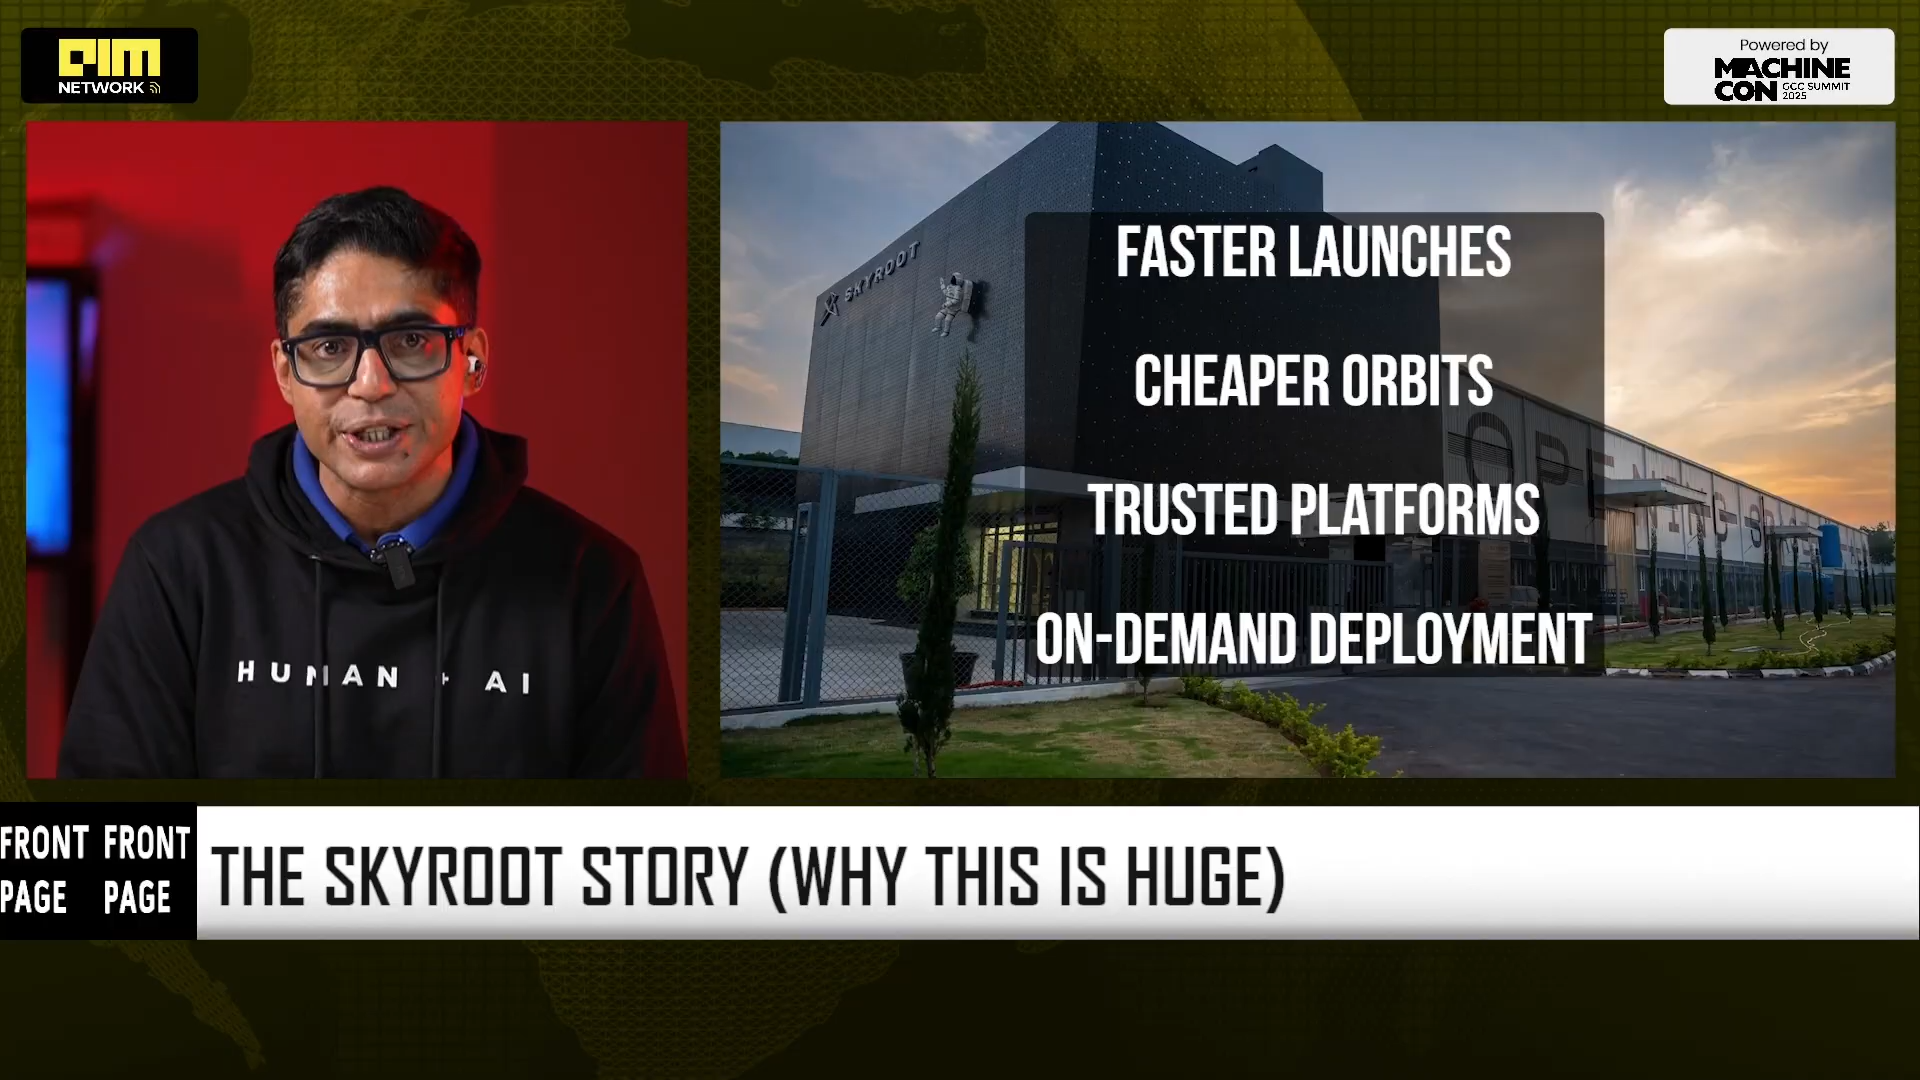 AIM
NETWORK
Powered by
MACHINE
CON GCC SUMMIT
2025
SKYROOT
FASTER LAUNCHES
CHEAPER ORBITS
TRUSTED PLATFORMS
ON-DEMAND DEPLOYMENT
HUMAN + AI
FRONT FRONT
PAGE PAGE
THE SKYROOT STORY (WHY THIS IS HUGE)